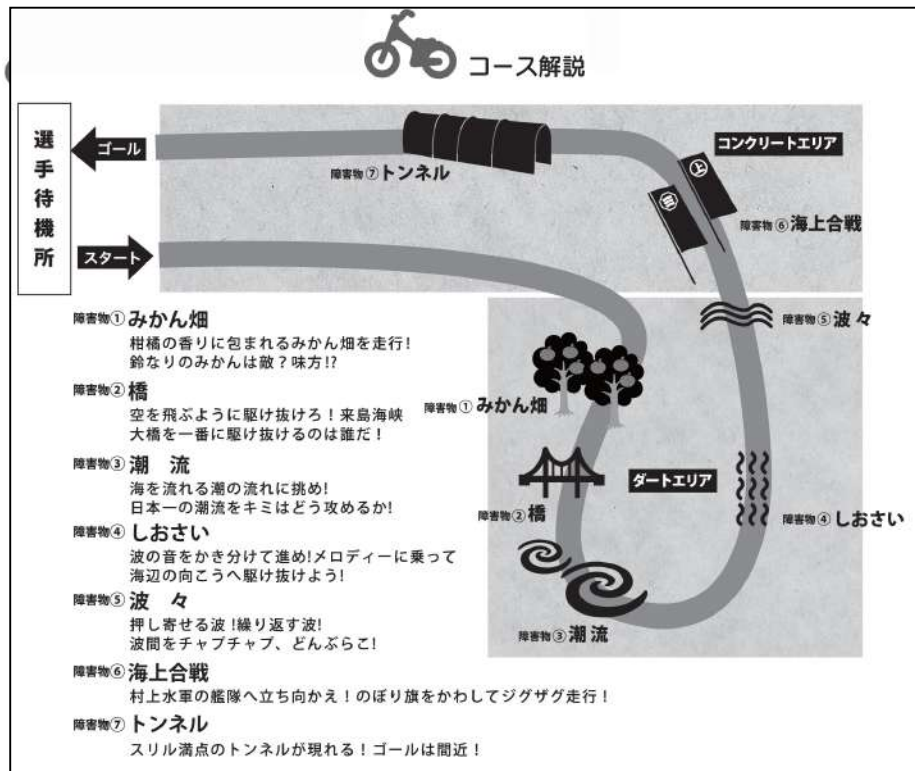 コース解説
選手待機所
ゴール
スタート
コンクリートエリア
障害物⑦トンネル
障害物⑥海上合戦
上
障害物⑤波々
障害物①みかん畑
ダートエリア
障害物②橋
障害物④しおさい
障害物③潮流
障害物①みかん畑
柑橘の香りに包まれるみかん畑を走行!
鈴なりのみかんは敵？味方!?
障害物②橋
空を飛ぶように駆け抜けろ！来島海峡
大橋を一番に駆け抜けるのは誰だ！
障害物③潮　流
海を流れる潮の流れに挑め!
日本一の潮流をキミはどう攻めるか!
障害物④しおさい
波の音をかき分けて進め!メロディーに乗って
海辺の向こうへ駆け抜けよう!
障害物⑤波　々
押し寄せる波!繰り返す波!
波間をチャプチャプ、どんぶらこ!
障害物⑥海上合戦
村上水軍の艦隊へ立ち向かえ！のぼり旗をかわしてジグザグ走行！
障害物⑦トンネル
スリル満点のトンネルが現れる！ゴールは間近！